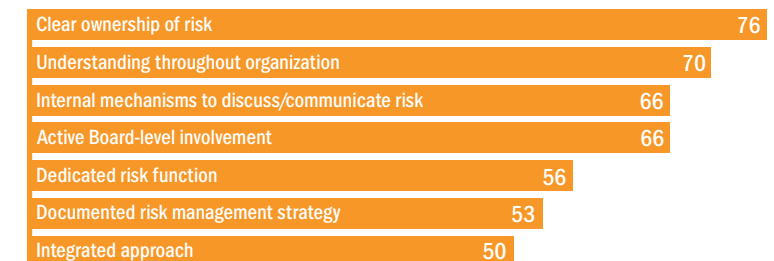 Clear ownership of risk 76
Understanding throughout organization 70
Internal mechanisms to discuss/communicate risk 66
Active Board-level involvement 66
Dedicated risk function 56
Documented risk management strategy 53
Integrated approach 50